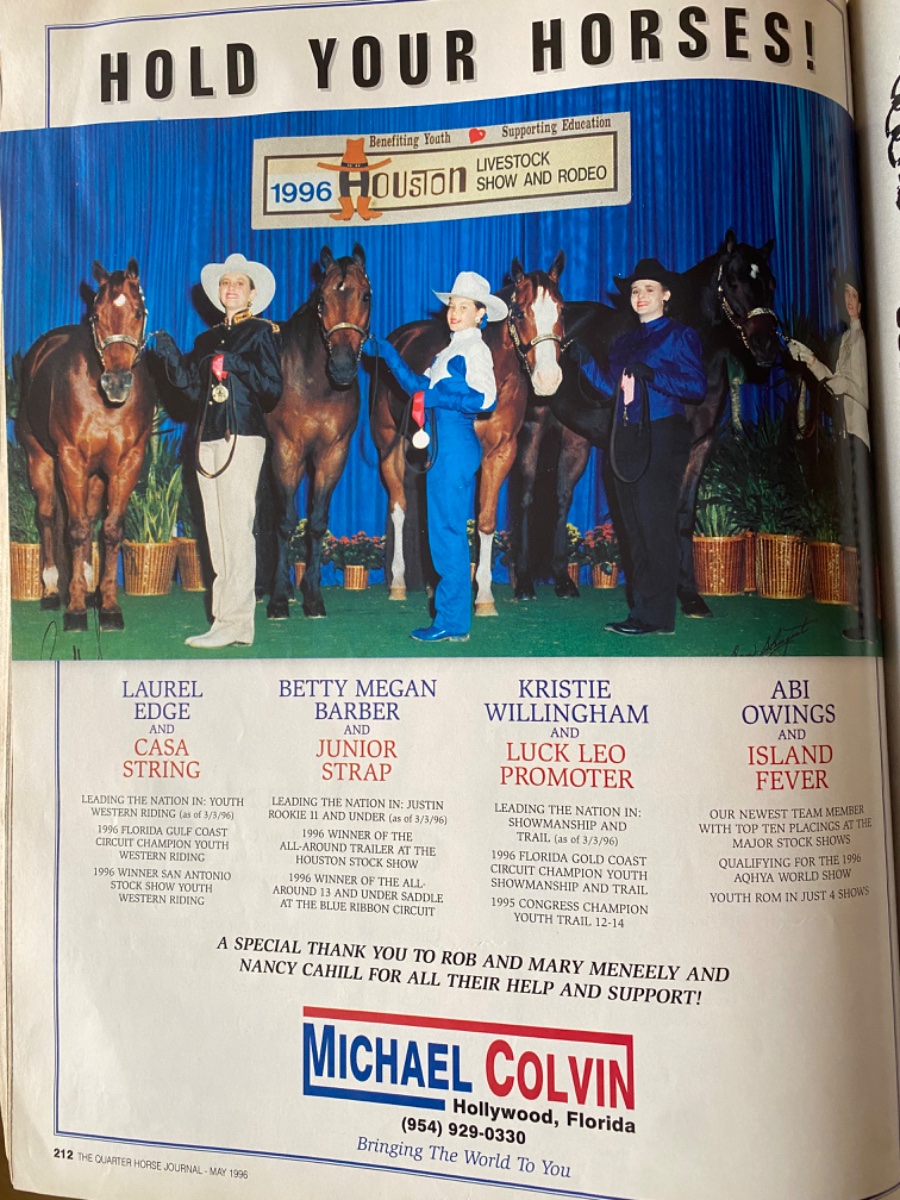 HOLD YOUR HORSES!
Benefiting Youth Supporting Education
1996 HOUSTON LIVESTOCK
SHOW AND RODEO
LAUREL
EDGE
AND
CASA
STRING
LEADING THE NATION IN: YOUTH
WESTERN RIDING (as of 3/3/96)
1996 FLORIDA GULF COAST
CIRCUIT CHAMPION YOUTH
WESTERN RIDING
1996 WINNER SAN ANTONIO
STOCK SHOW YOUTH
WESTERN RIDING
BETTY MEGAN
BARBER
AND
JUNIOR
STRAP
LEADING THE NATION IN: JUSTIN
ROOKIE 11 AND UNDER (as of 3/3/96)
1996 WINNER OF THE
ALL-AROUND TRAILER AT THE
HOUSTON STOCK SHOW
1996 WINNER OF THE ALL-
AROUND 13 AND UNDER SADDLE
AT THE BLUE RIBBON CIRCUIT
KRISTIE
WILLINGHAM
AND
LUCK LEO
PROMOTER
LEADING THE NATION IN:
SHOWMANSHIP AND
TRAIL (as of 3/3/96)
1996 FLORIDA GOLD COAST
CIRCUIT CHAMPION YOUTH
SHOWMANSHIP AND TRAIL
1995 CONGRESS CHAMPION
YOUTH TRAIL 12-14
ABI
OWINGS
AND
ISLAND
FEVER
OUR NEWEST TEAM MEMBER
WITH TOP TEN PLACINGS AT THE
MAJOR STOCK SHOWS
QUALIFYING FOR THE 1996
AQHYA WORLD SHOW
YOUTH ROM IN JUST 4 SHOWS
A SPECIAL THANK YOU TO ROB AND MARY MENEELY AND
NANCY CAHILL FOR ALL THEIR HELP AND SUPPORT!
MICHAEL COLVIN
Hollywood, Florida
(954) 929-0330
Bringing The World To You
212 THE QUARTER HORSE JOURNAL - MAY 1996